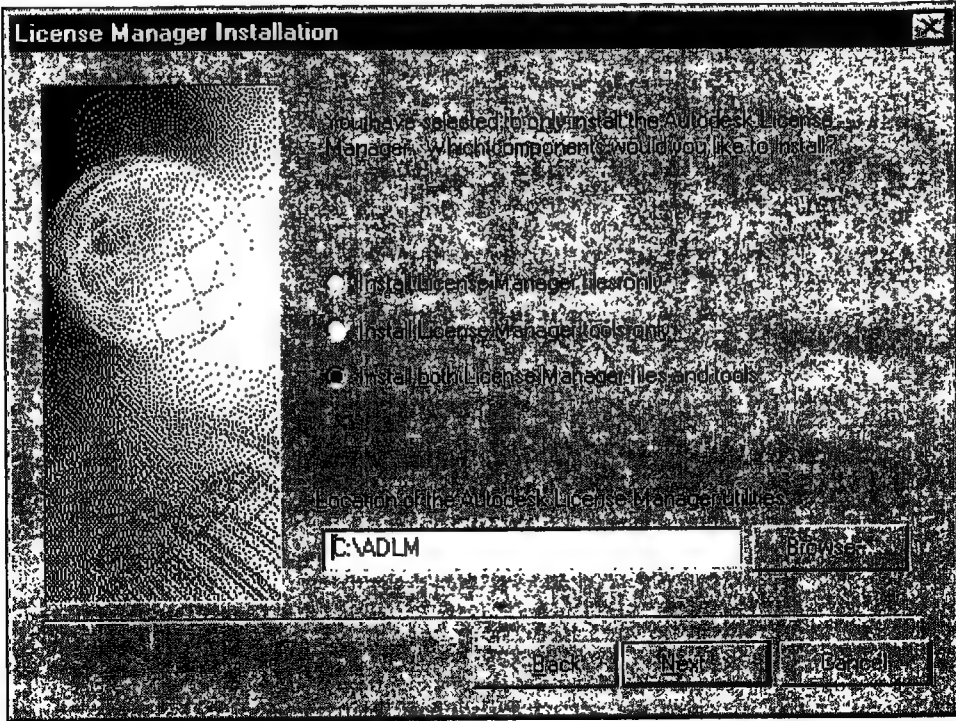 License Manager Installation
You have selected to only install the Autodesk License
Manager. Which components would you like to install?
Install License Manager files only
Install License Manager tools only
Install both License Manager files and tools
Location of the Autodesk License Manager utilities
C:\ADLM
Browse...
Back
Next
Cancel